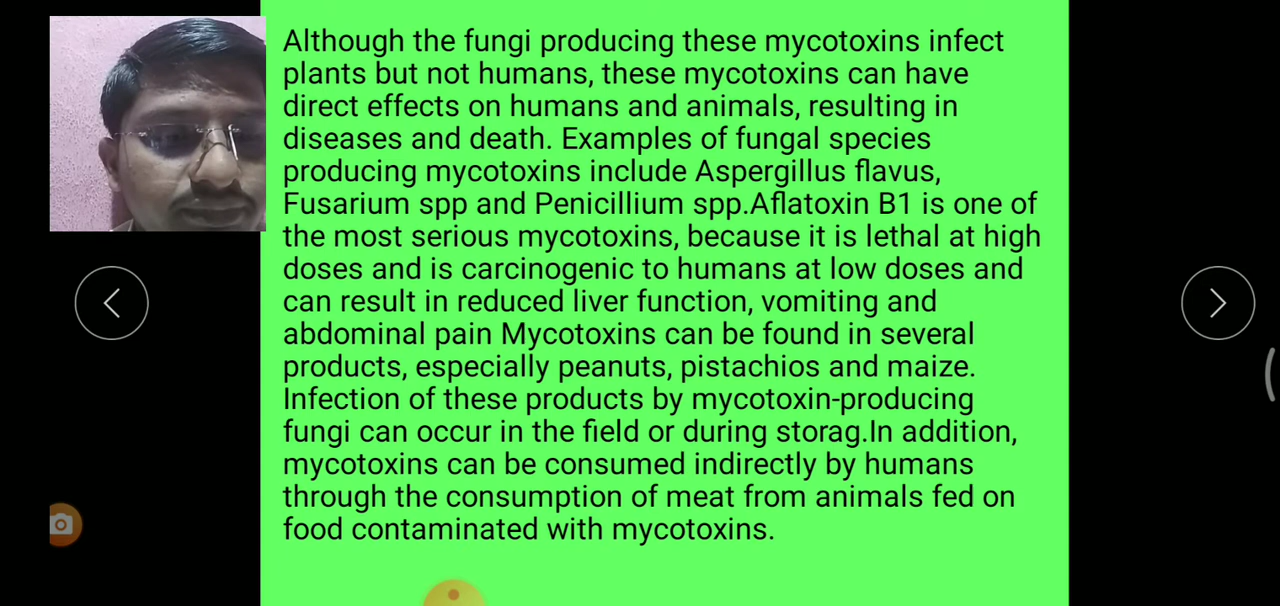 Although the fungi producing these mycotoxins infect
plants but not humans, these mycotoxins can have
direct effects on humans and animals, resulting in
diseases and death. Examples of fungal species
producing mycotoxins include Aspergillus flavus,
Fusarium spp and Penicillium spp.Aflatoxin B1 is one of
the most serious mycotoxins, because it is lethal at high
doses and is carcinogenic to humans at low doses and
can result in reduced liver function, vomiting and
abdominal pain Mycotoxins can be found in several
products, especially peanuts, pistachios and maize.
Infection of these products by mycotoxin-producing
fungi can occur in the field or during storag.In addition,
mycotoxins can be consumed indirectly by humans
through the consumption of meat from animals fed on
food contaminated with mycotoxins.